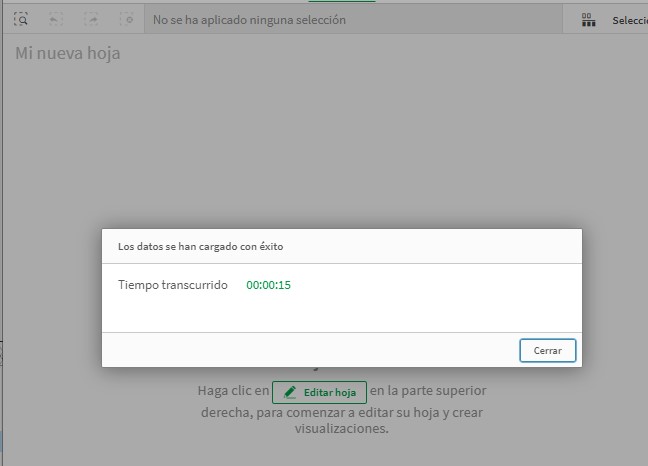 No se ha aplicado ninguna selección
Mi nueva hoja
Los datos se han cargado con éxito
Tiempo transcurrido 00:00:15
Cerrar
Haga clic en Editar hoja en la parte superior
derecha, para comenzar a editar su hoja y crear
visualizaciones.